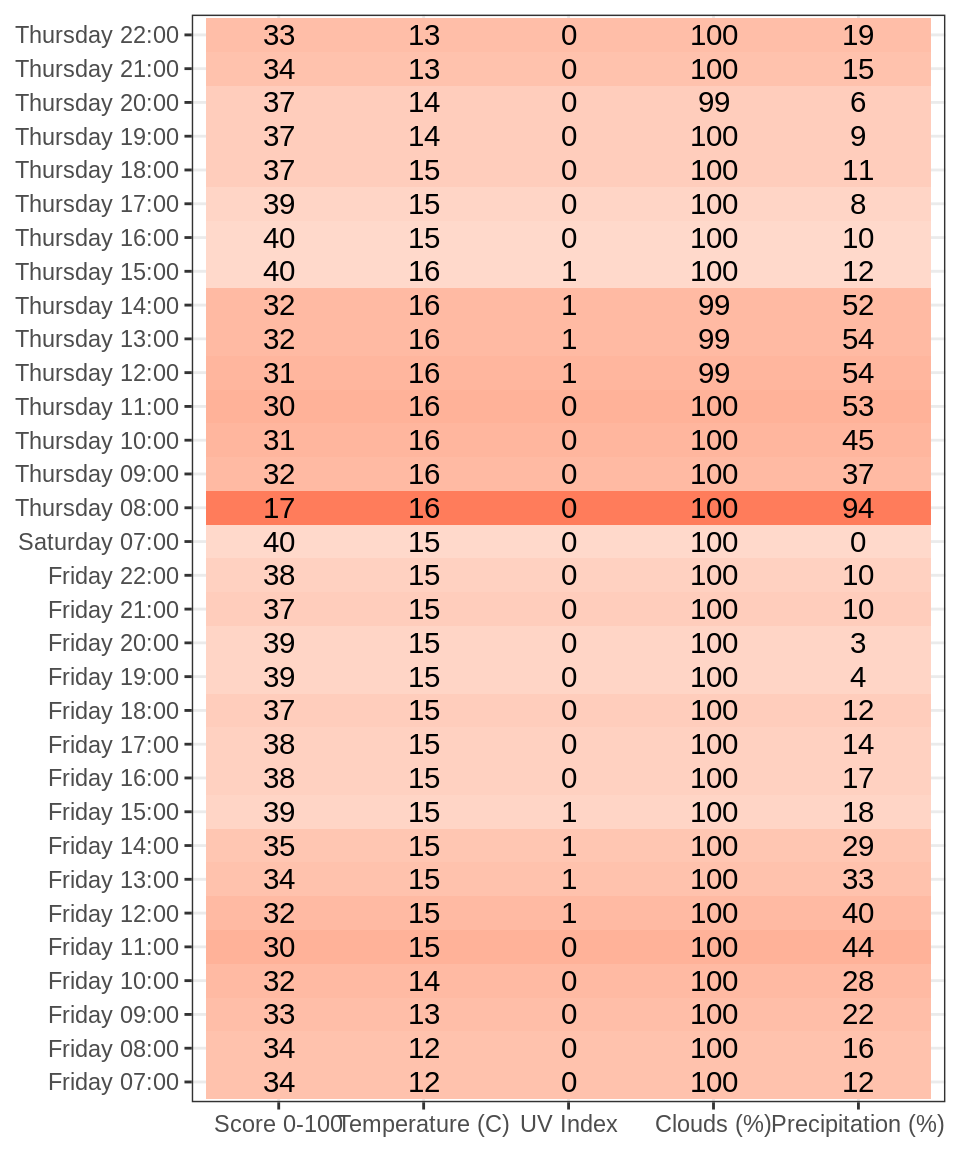 Thursday 22:00 33 13 0 100 19
Thursday 21:00 34 13 0 100 15
Thursday 20:00 37 14 0 99 6
Thursday 19:00 37 14 0 100 9
Thursday 18:00 37 15 0 100 11
Thursday 17:00 39 15 0 100 8
Thursday 16:00 40 15 0 100 10
Thursday 15:00 40 16 1 100 12
Thursday 14:00 32 16 1 99 52
Thursday 13:00 32 16 1 99 54
Thursday 12:00 31 16 1 99 54
Thursday 11:00 30 16 0 100 53
Thursday 10:00 31 16 0 100 45
Thursday 09:00 32 16 0 100 37
Thursday 08:00 17 16 0 100 94
Saturday 07:00 40 15 0 100 0
Friday 22:00 38 15 0 100 10
Friday 21:00 37 15 0 100 10
Friday 20:00 39 15 0 100 3
Friday 19:00 39 15 0 100 4
Friday 18:00 37 15 0 100 12
Friday 17:00 38 15 0 100 14
Friday 16:00 38 15 0 100 17
Friday 15:00 39 15 1 100 18
Friday 14:00 35 15 1 100 29
Friday 13:00 34 15 1 100 33
Friday 12:00 32 15 1 100 40
Friday 11:00 30 15 0 100 44
Friday 10:00 32 14 0 100 28
Friday 09:00 33 13 0 100 22
Friday 08:00 34 12 0 100 16
Friday 07:00 34 12 0 100 12
Score 0-100 Temperature (C) UV Index Clouds (%) Precipitation (%)